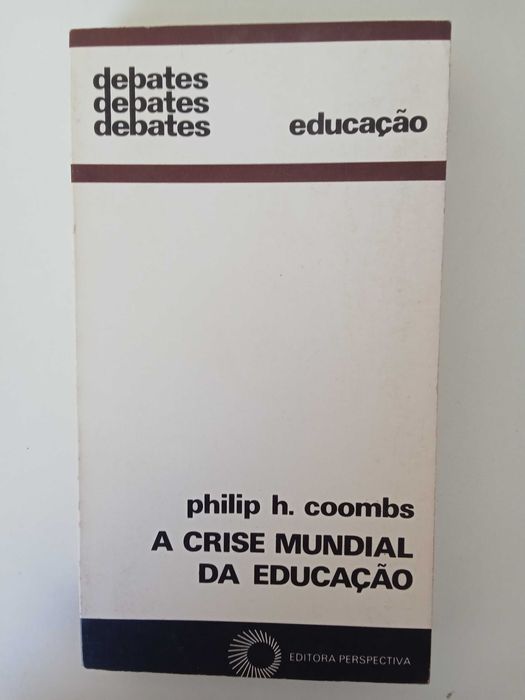 debates
debates
debates
educação
philip h. coombs
A CRISE MUNDIAL
DA EDUCAÇÃO
EDITORA PERSPECTIVA